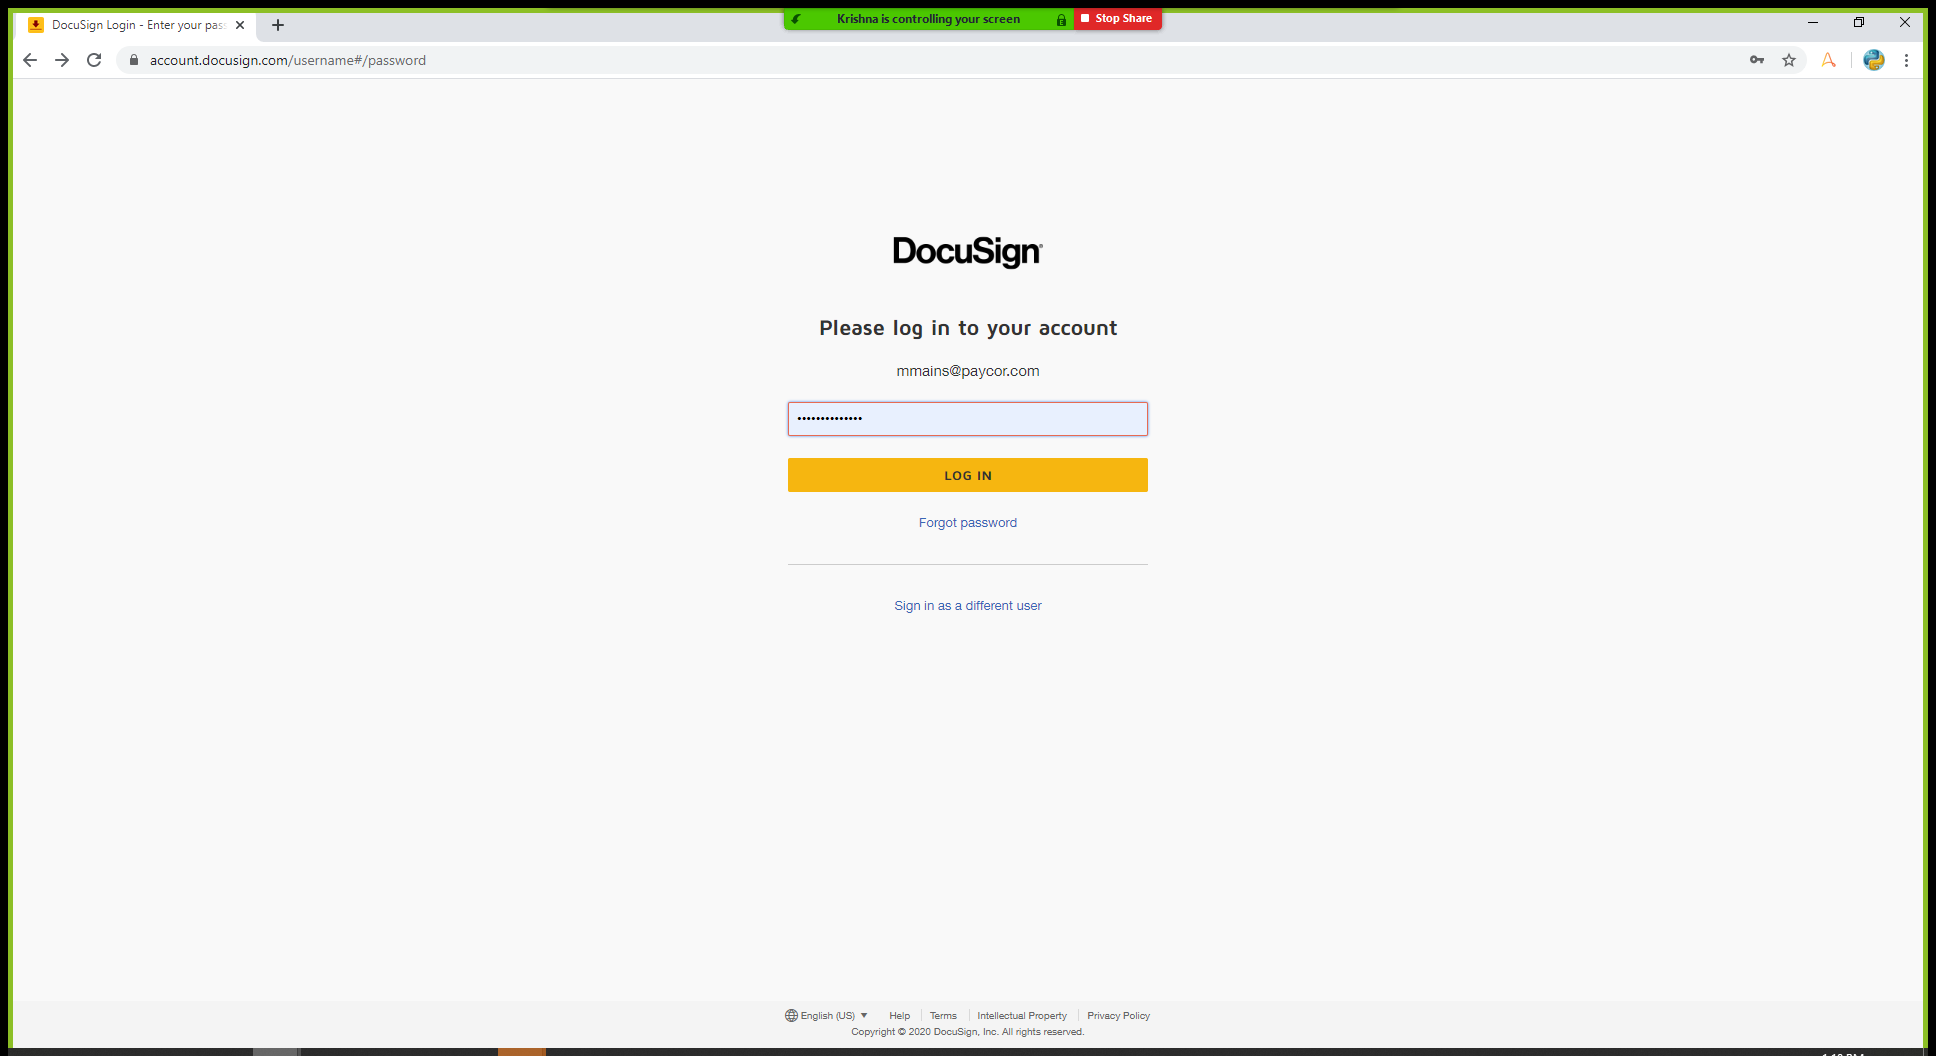 DocuSign Login - Enter your pas
Krishna is controlling your screen
Stop Share
account.docusign.com/username#/password
DocuSign
Please log in to your account
mmains@paycor.com
••••••••••••••
LOG IN
Forgot password
Sign in as a different user
English (US) Help Terms Intellectual Property Privacy Policy
Copyright © 2020 DocuSign, Inc. All rights reserved.